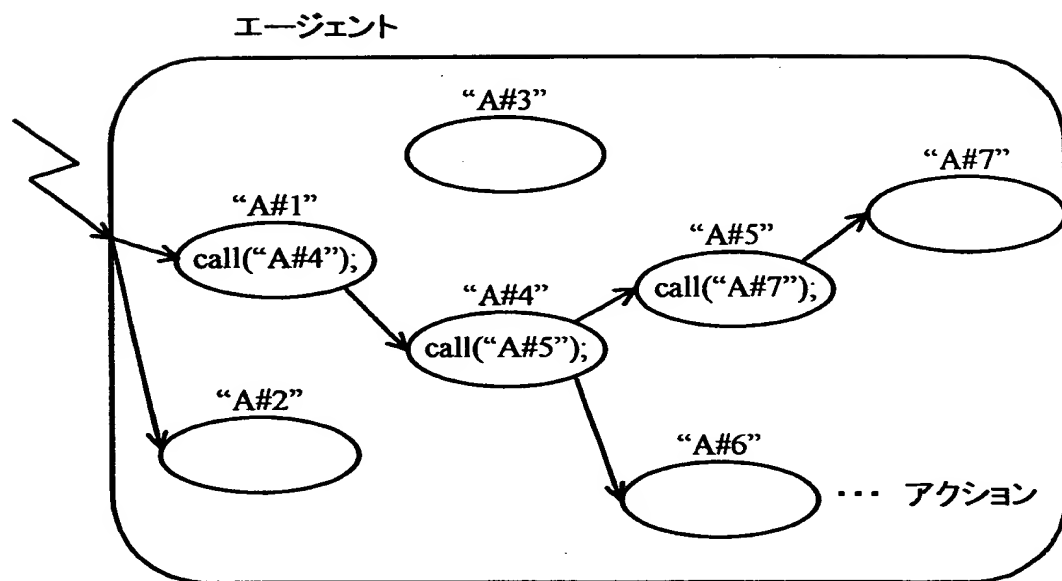 エージェント
“A#3”
“A#7”
“A#1”
call(“A#4”);
“A#5”
call(“A#7”);
“A#4”
call(“A#5”);
“A#2”
“A#6”
… アクション